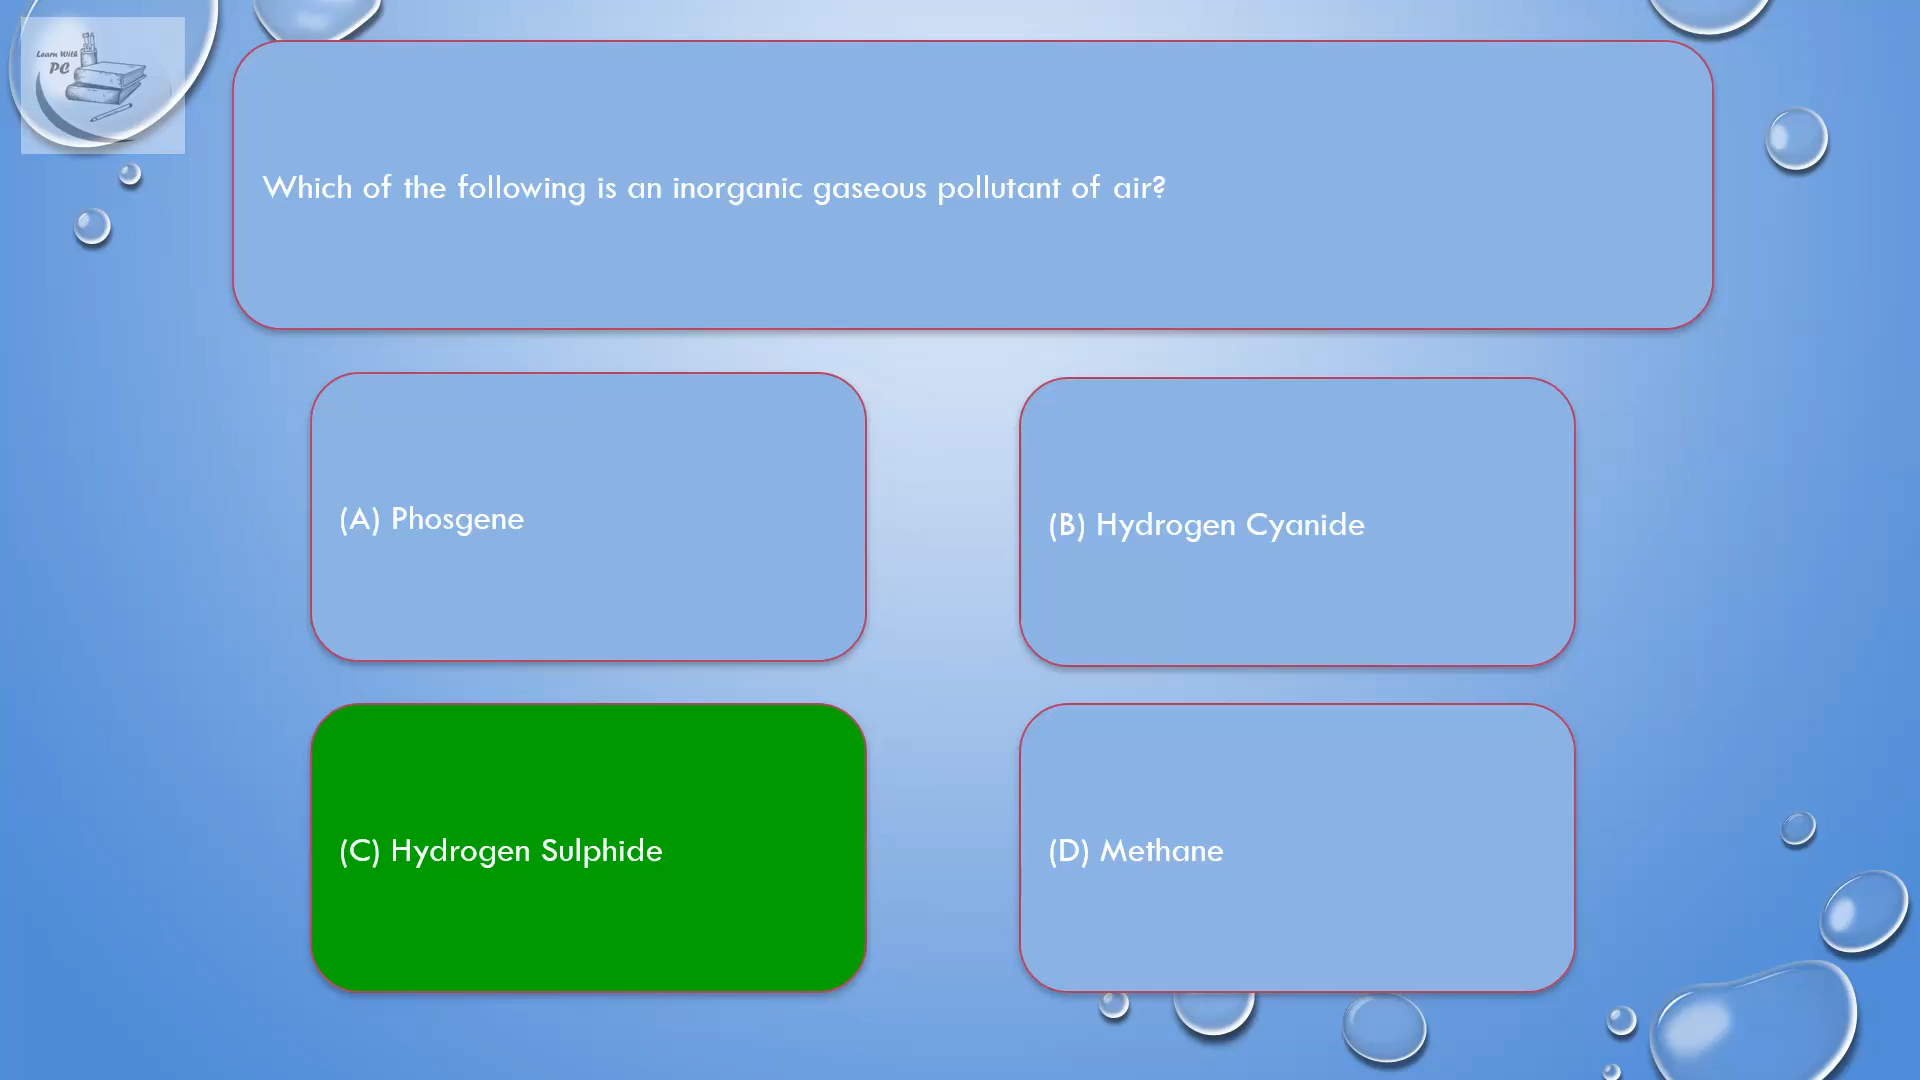 Learn With
PC
Which of the following is an inorganic gaseous pollutant of air?
(A) Phosgene
(B) Hydrogen Cyanide
(C) Hydrogen Sulphide
(D) Methane